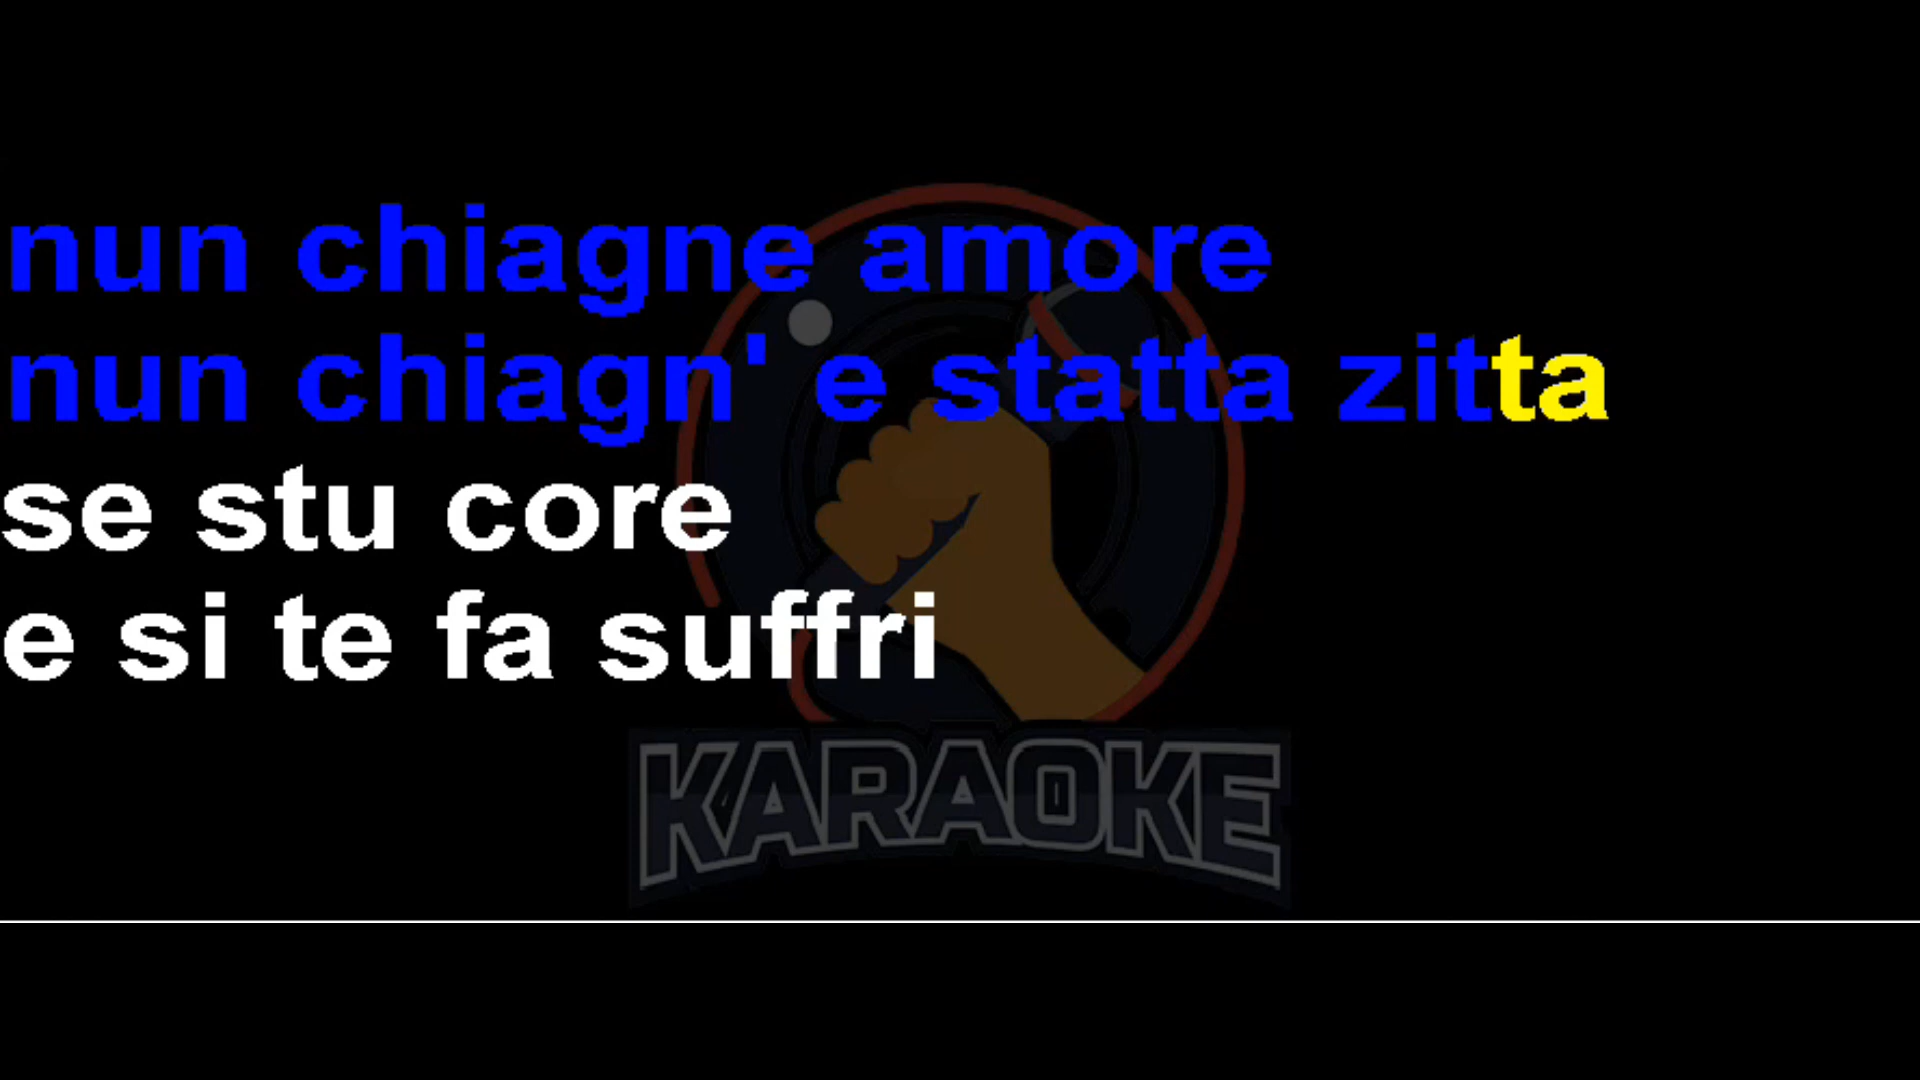 nun chiagne amore
nun chiagn' e statta zitta
se stu core
e si te fa suffri
KARAOKE